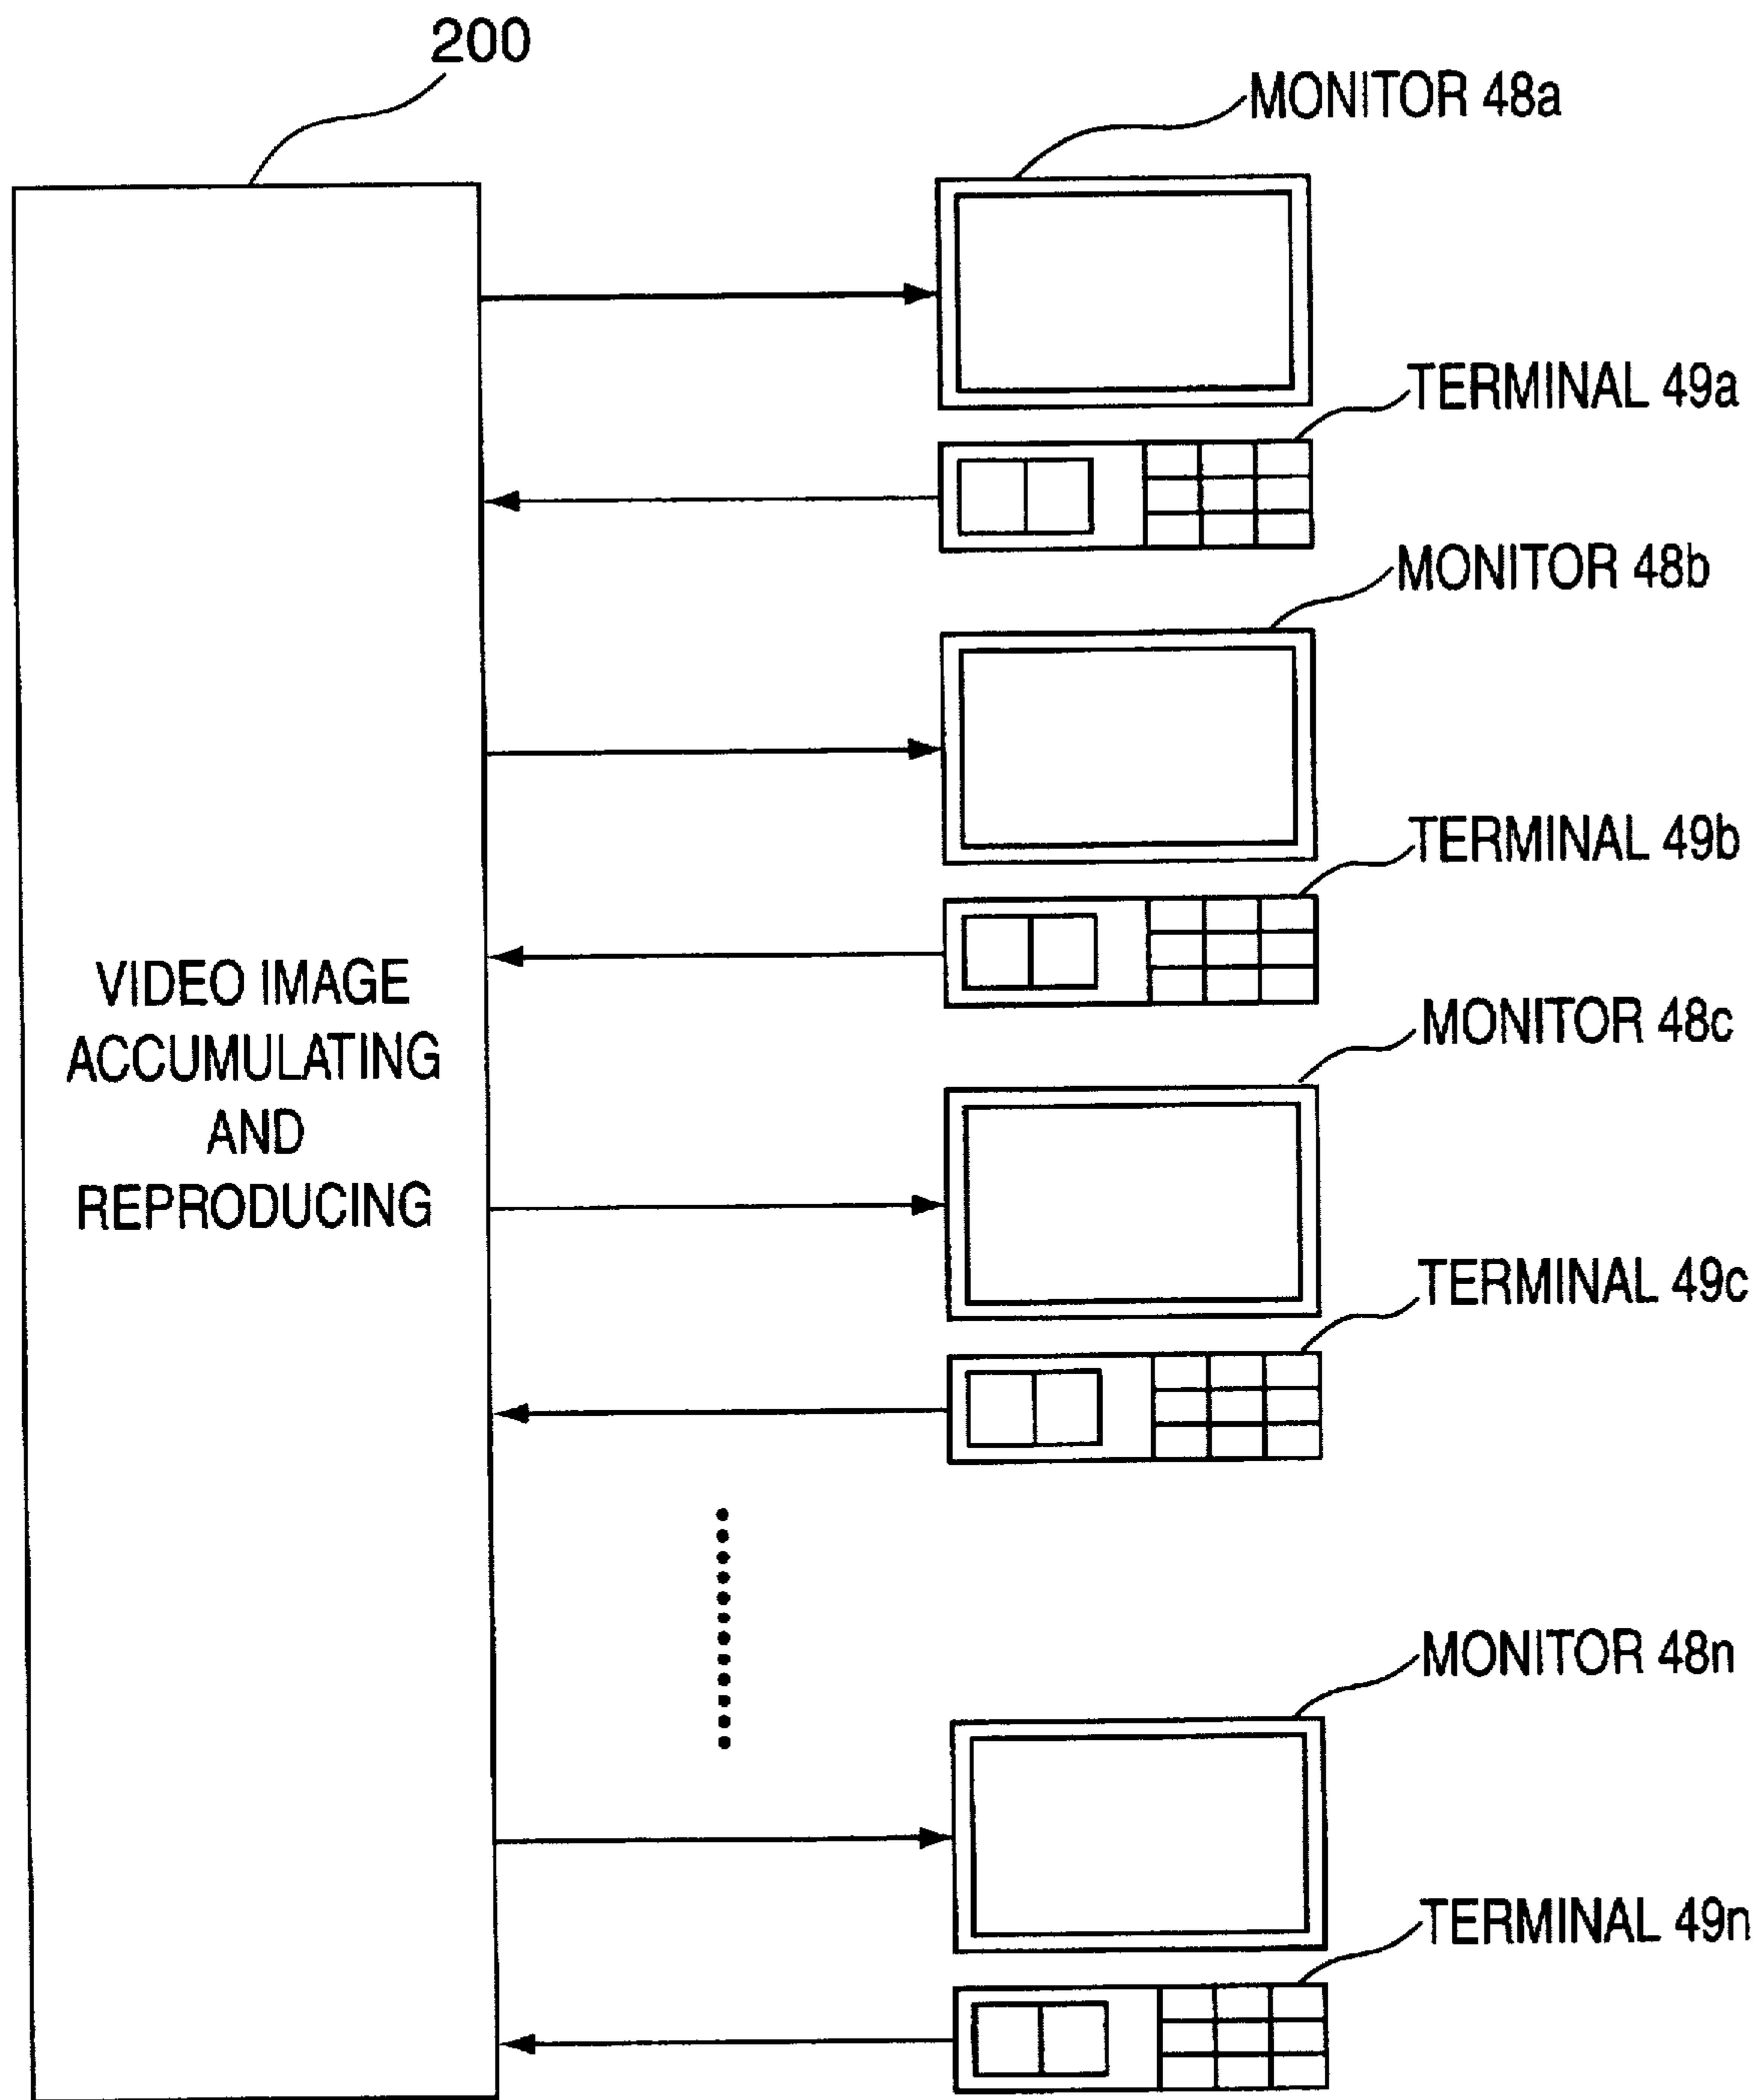 200
MONITOR 48a
TERMINAL 49a
MONITOR 48b
TERMINAL 49b
VIDEO IMAGE
ACCUMULATING
AND
REPRODUCING
MONITOR 48c
TERMINAL 49c
MONITOR 48n
TERMINAL 49n